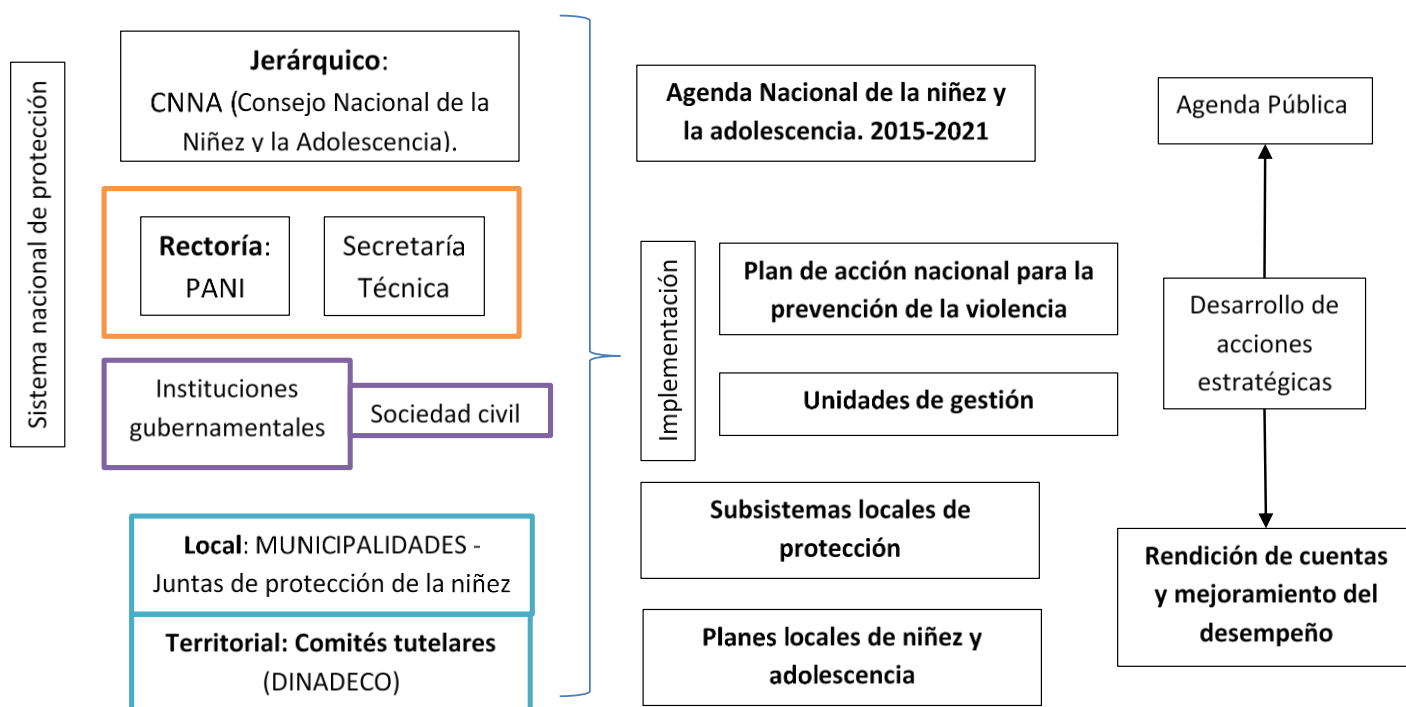 Sistema nacional de protección
Jerárquico:
CNNA (Consejo Nacional de la
Niñez y la Adolescencia).
Rectoría:
PANI
Secretaría
Técnica
Instituciones
gubernamentales
Sociedad civil
Local: MUNICIPALIDADES -
Juntas de protección de la niñez
Territorial: Comités tutelares
(DINADECO)
Agenda Nacional de la niñez y
la adolescencia. 2015-2021
Implementación
Plan de acción nacional para la
prevención de la violencia
Unidades de gestión
Subsistemas locales de
protección
Planes locales de niñez y
adolescencia
Agenda Pública
Desarrollo de
acciones
estratégicas
Rendición de cuentas
y mejoramiento del
desempeño